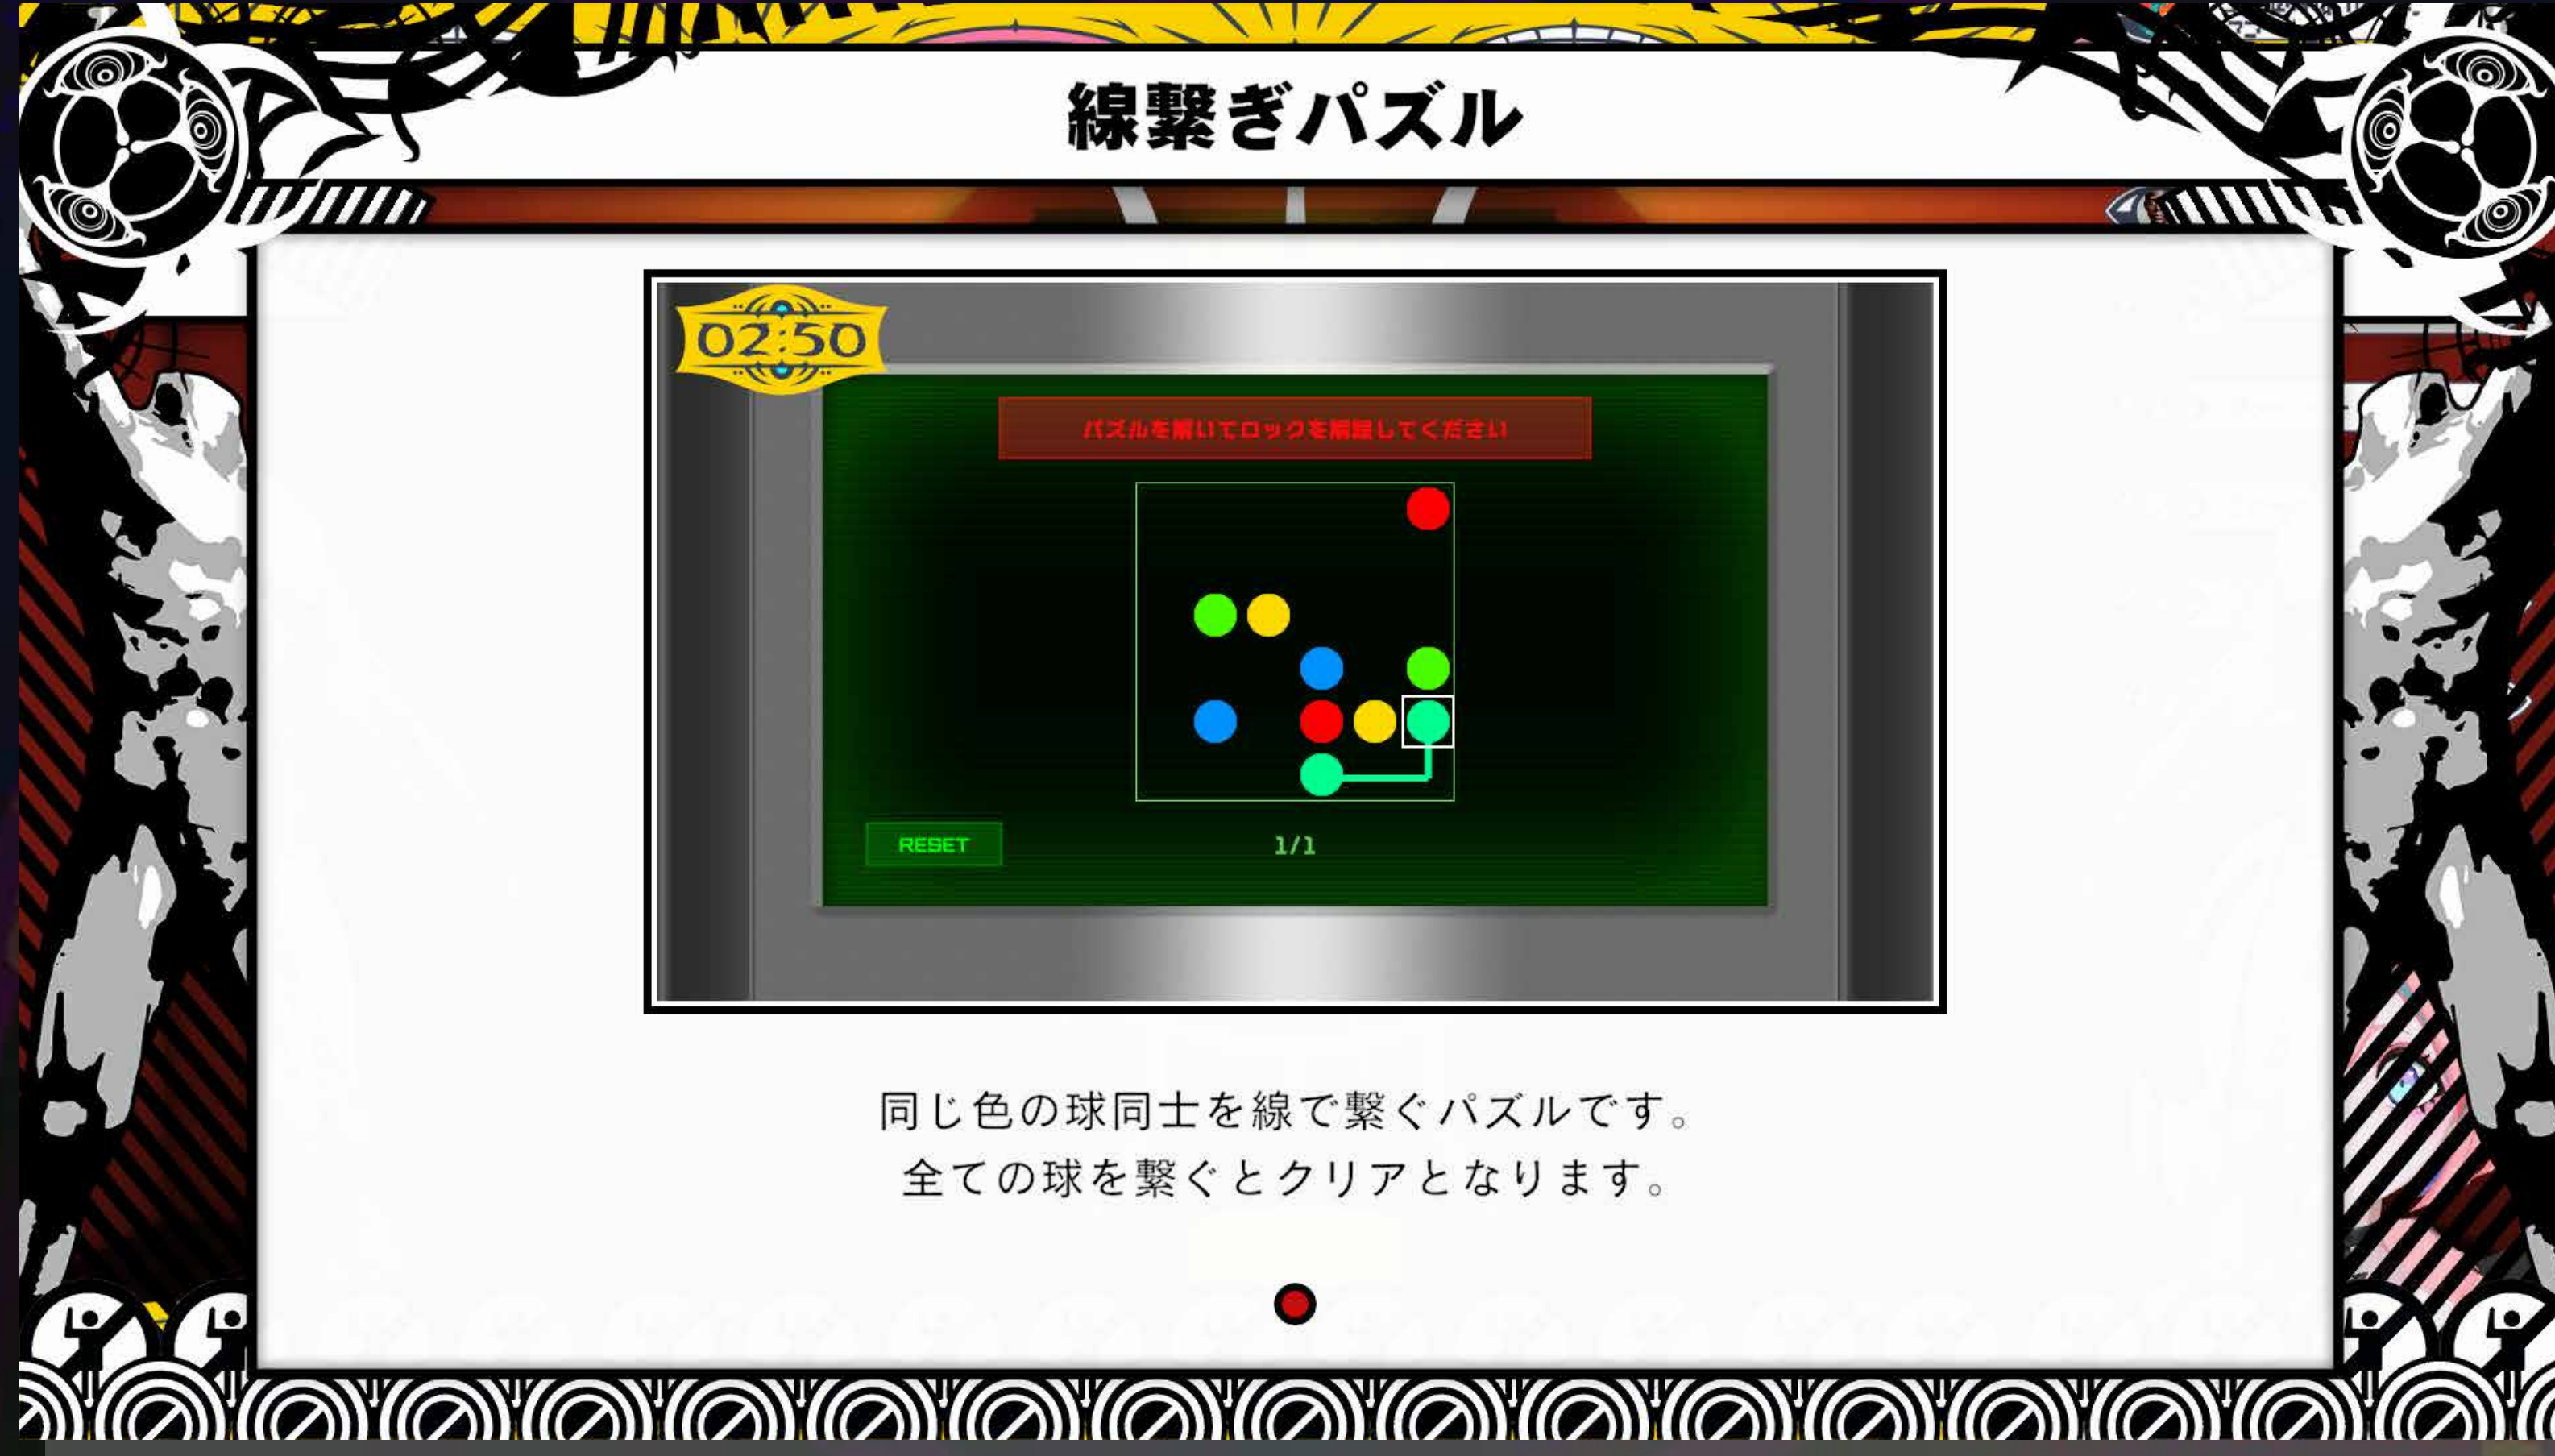 線繋ぎパズル
02:50
パズルを解いてロックを解除してください
RESET
1/1
同じ色の球同士を線で繋ぐパズルです。
全ての球を繋ぐとクリアとなります。